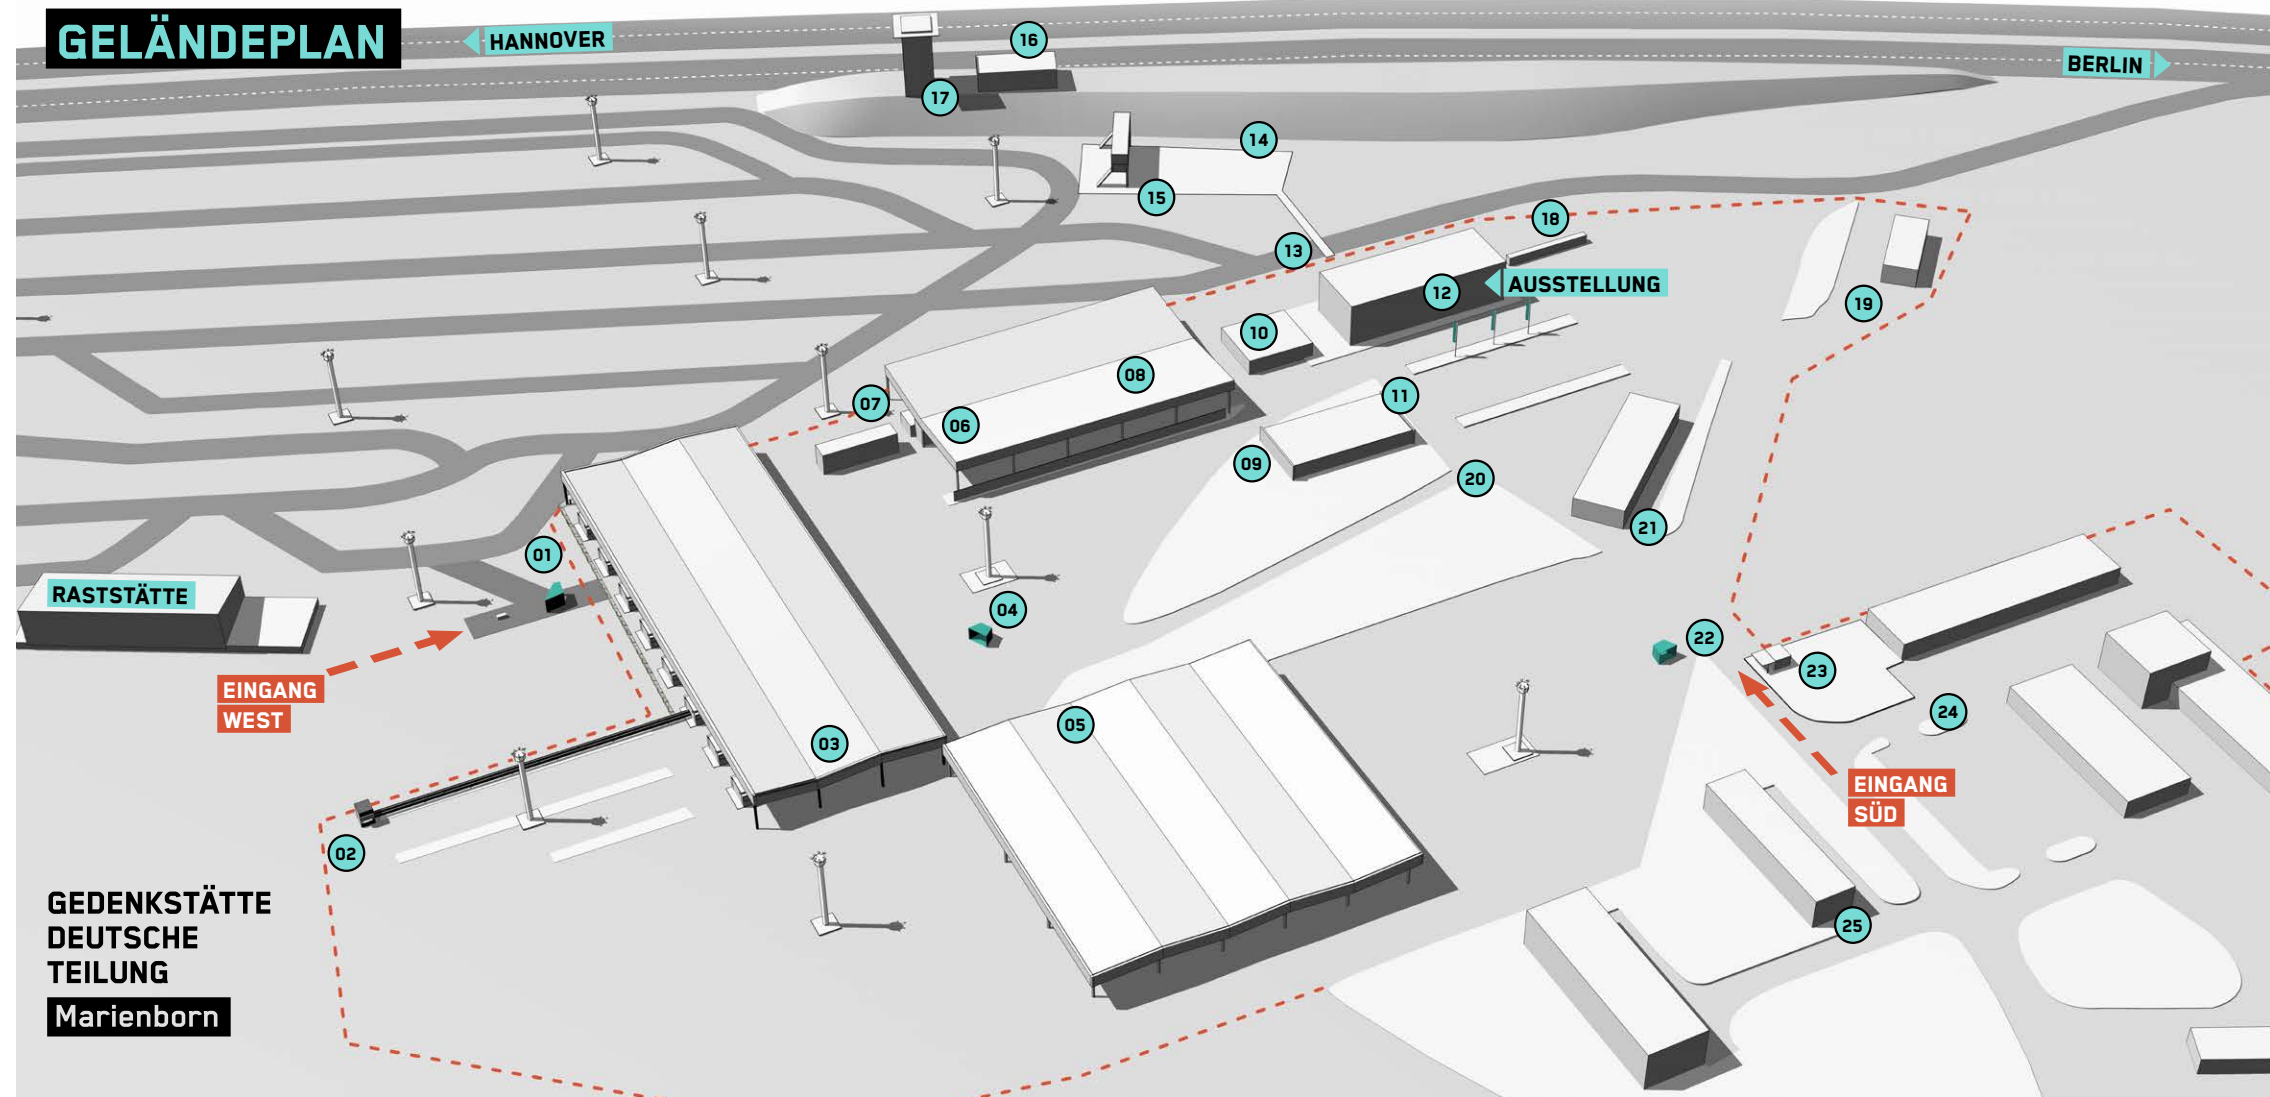 GELÄNDEPLAN
HANNOVER
BERLIN
16
17
14
15
18
13
12
AUSSTELLUNG
19
10
08
07
06
11
09
20
21
01
RASTSTÄTTE
04
22
23
EINGANG
WEST
24
05
03
EINGANG
SÜD
02
25
GEDENKSTÄTTE
DEUTSCHE
TEILUNG
Marienborn